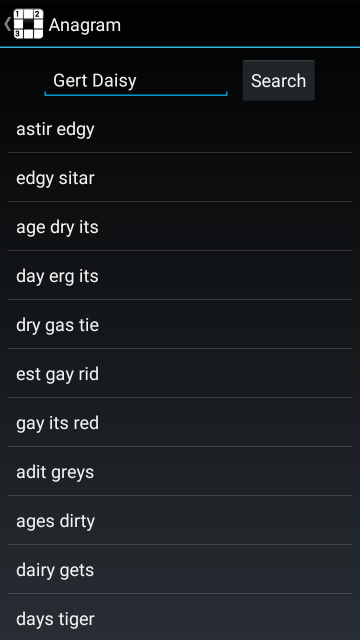 1 2
3
Anagram
Gert Daisy Search
astir edgy
edgy sitar
age dry its
day erg its
dry gas tie
est gay rid
gay its red
adit greys
ages dirty
dairy gets
days tiger